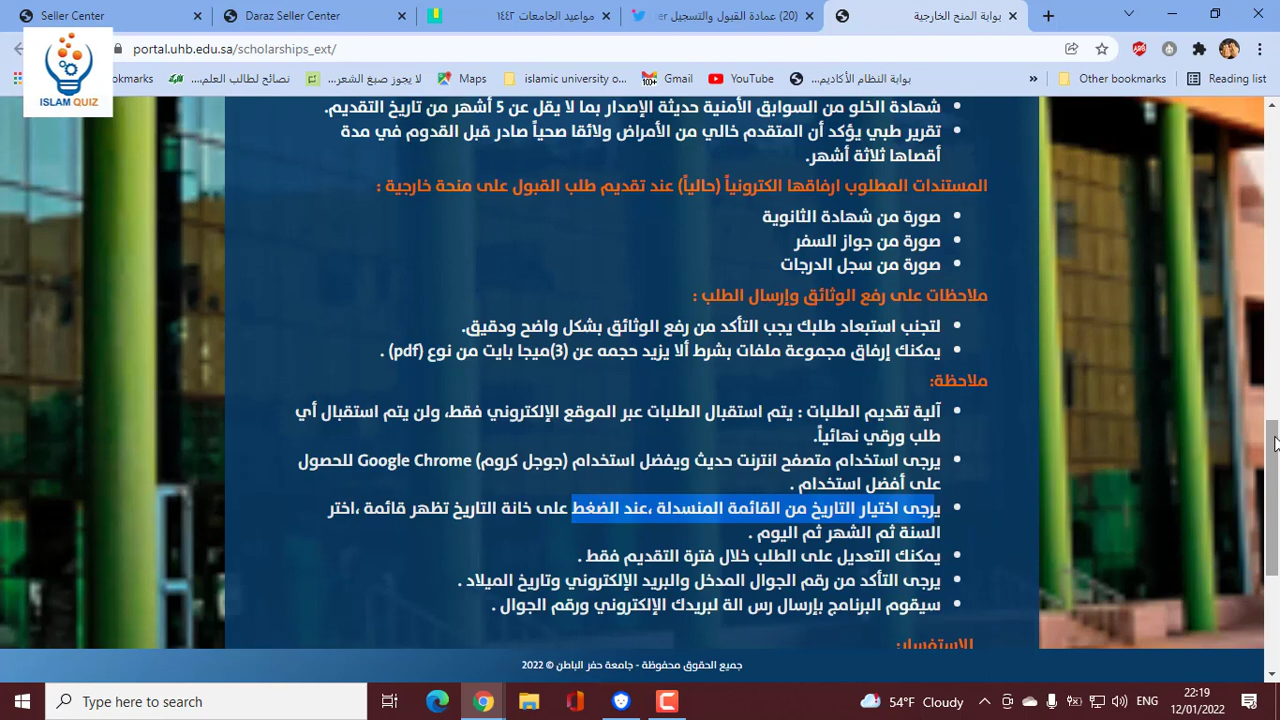 Daraz Seller Center
Daraz Seller Center
مواعيد الجامعات ١٤٤٤
(20) عمادة القبول والتسجيل
بوابة المنح الخارجية
portal.uhb.edu.sa/scholarships_ext/
نصائح لطالب العلم...
لا يجوز صبغ الشعر...
Maps
islamic university o...
Gmail
YouTube
بوابة النظام الأكاديم...
»
Other bookmarks
Reading list
ISLAM QUIZ
شهادة الخلو من السوابق الأمنية حديثة الإصدار بما لا يقل عن 5 أشهر من تاريخ التقديم.
تقرير طبي يؤكد أن المتقدم خالي من الأمراض ولائقا صحياً صادر قبل القدوم في مدة
أقصاها ثلاثة أشهر.
المستندات المطلوب ارفاقها الكترونياً (حالياً) عند تقديم طلب القبول على منحة خارجية :
صورة من شهادة الثانوية
صورة من جواز السفر
صورة من سجل الدرجات
ملاحظات على رفع الوثائق وإرسال الطلب :
لتجنب استبعاد طلبك يجب التأكد من رفع الوثائق بشكل واضح ودقيق.
يمكنك إرفاق مجموعة ملفات بشرط ألا يزيد حجمه عن (3)ميجا بايت من نوع (pdf) .
ملاحظة:
آلية تقديم الطلبات : يتم استقبال الطلبات عبر الموقع الإلكتروني فقط، ولن يتم استقبال أي
طلب ورقي نهائياً.
يرجى استخدام متصفح انترنت حديث ويفضل استخدام (جوجل كروم) Google Chrome للحصول
على أفضل استخدام .
يرجى اختيار التاريخ من القائمة المنسدلة ،عند الضغط على خانة التاريخ تظهر قائمة ،اختر
السنة ثم الشهر ثم اليوم .
يمكنك التعديل على الطلب خلال فترة التقديم فقط .
يرجى التأكد من رقم الجوال المدخل والبريد الإلكتروني وتاريخ الميلاد .
سيقوم البرنامج بإرسال رس الة لبريدك الإلكتروني ورقم الجوال .
للاستفسار:
جميع الحقوق محفوظة - جامعة حفر الباطن © 2022
Type here to search
54°F Cloudy
ENG
22:19
12/01/2022